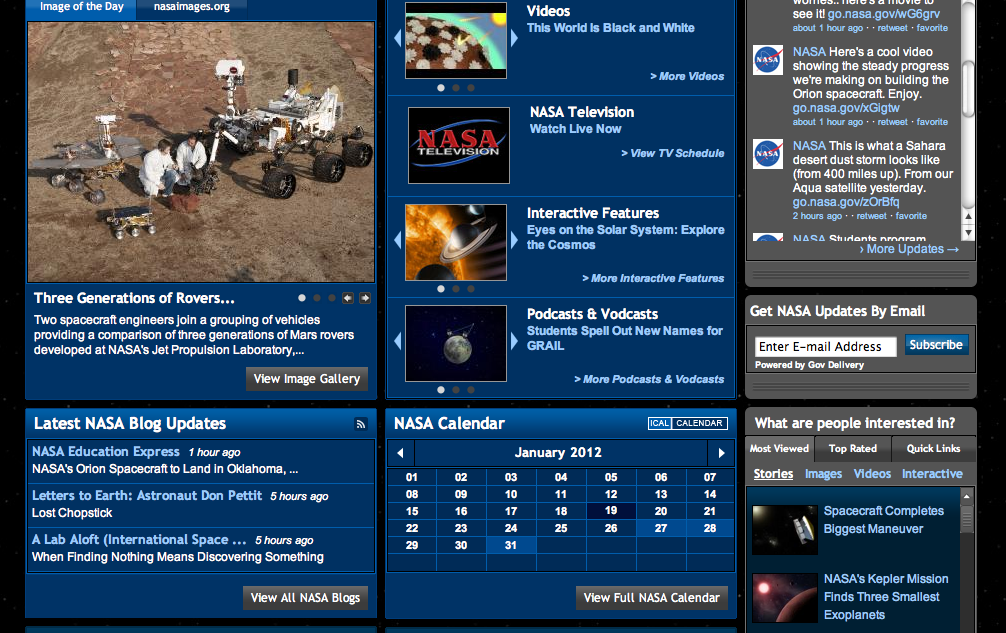 Image of the Day
nasaimages.org
Three Generations of Rovers...
Two spacecraft engineers join a grouping of vehicles
providing a comparison of three generations of Mars rovers
developed at NASA's Jet Propulsion Laboratory,...
View Image Gallery
Latest NASA Blog Updates
NASA Education Express 1 hour ago
NASA's Orion Spacecraft to Land in Oklahoma, ...
Letters to Earth: Astronaut Don Pettit 5 hours ago
Lost Chopstick
A Lab Aloft (International Space ... 5 hours ago
When Finding Nothing Means Discovering Something
View All NASA Blogs
Videos
This World Is Black and White
> More Videos
NASA
TELEVISION
NASA Television
Watch Live Now
> View TV Schedule
Interactive Features
Eyes on the Solar System: Explore
the Cosmos
> More Interactive Features
Podcasts & Vodcasts
Students Spell Out New Names for
GRAIL
> More Podcasts & Vodcasts
NASA Calendar
ICAL CALENDAR
January 2012
01 02 03 04 05 06 07
08 09 10 11 12 13 14
15 16 17 18 19 20 21
22 23 24 25 26 27 28
29 30 31
View Full NASA Calendar
worries.. here's a movie to
see it! go.nasa.gov/wG6grv
about 1 hour ago · · retweet · favorite
NASA
NASA Here's a cool video
showing the steady progress
we're making on building the
Orion spacecraft. Enjoy.
go.nasa.gov/xGigtw
about 1 hour ago · · retweet · favorite
NASA
NASA This is what a Sahara
desert dust storm looks like
(from 400 miles up). From our
Aqua satellite yesterday.
go.nasa.gov/zOrBfq
2 hours ago · · retweet · favorite
NASA Students program
› More Updates →
Get NASA Updates By Email
Enter E-mail Address
Subscribe
Powered by Gov Delivery
What are people interested in?
Most Viewed
Top Rated
Quick Links
Stories Images Videos Interactive
Spacecraft Completes
Biggest Maneuver
NASA's Kepler Mission
Finds Three Smallest
Exoplanets